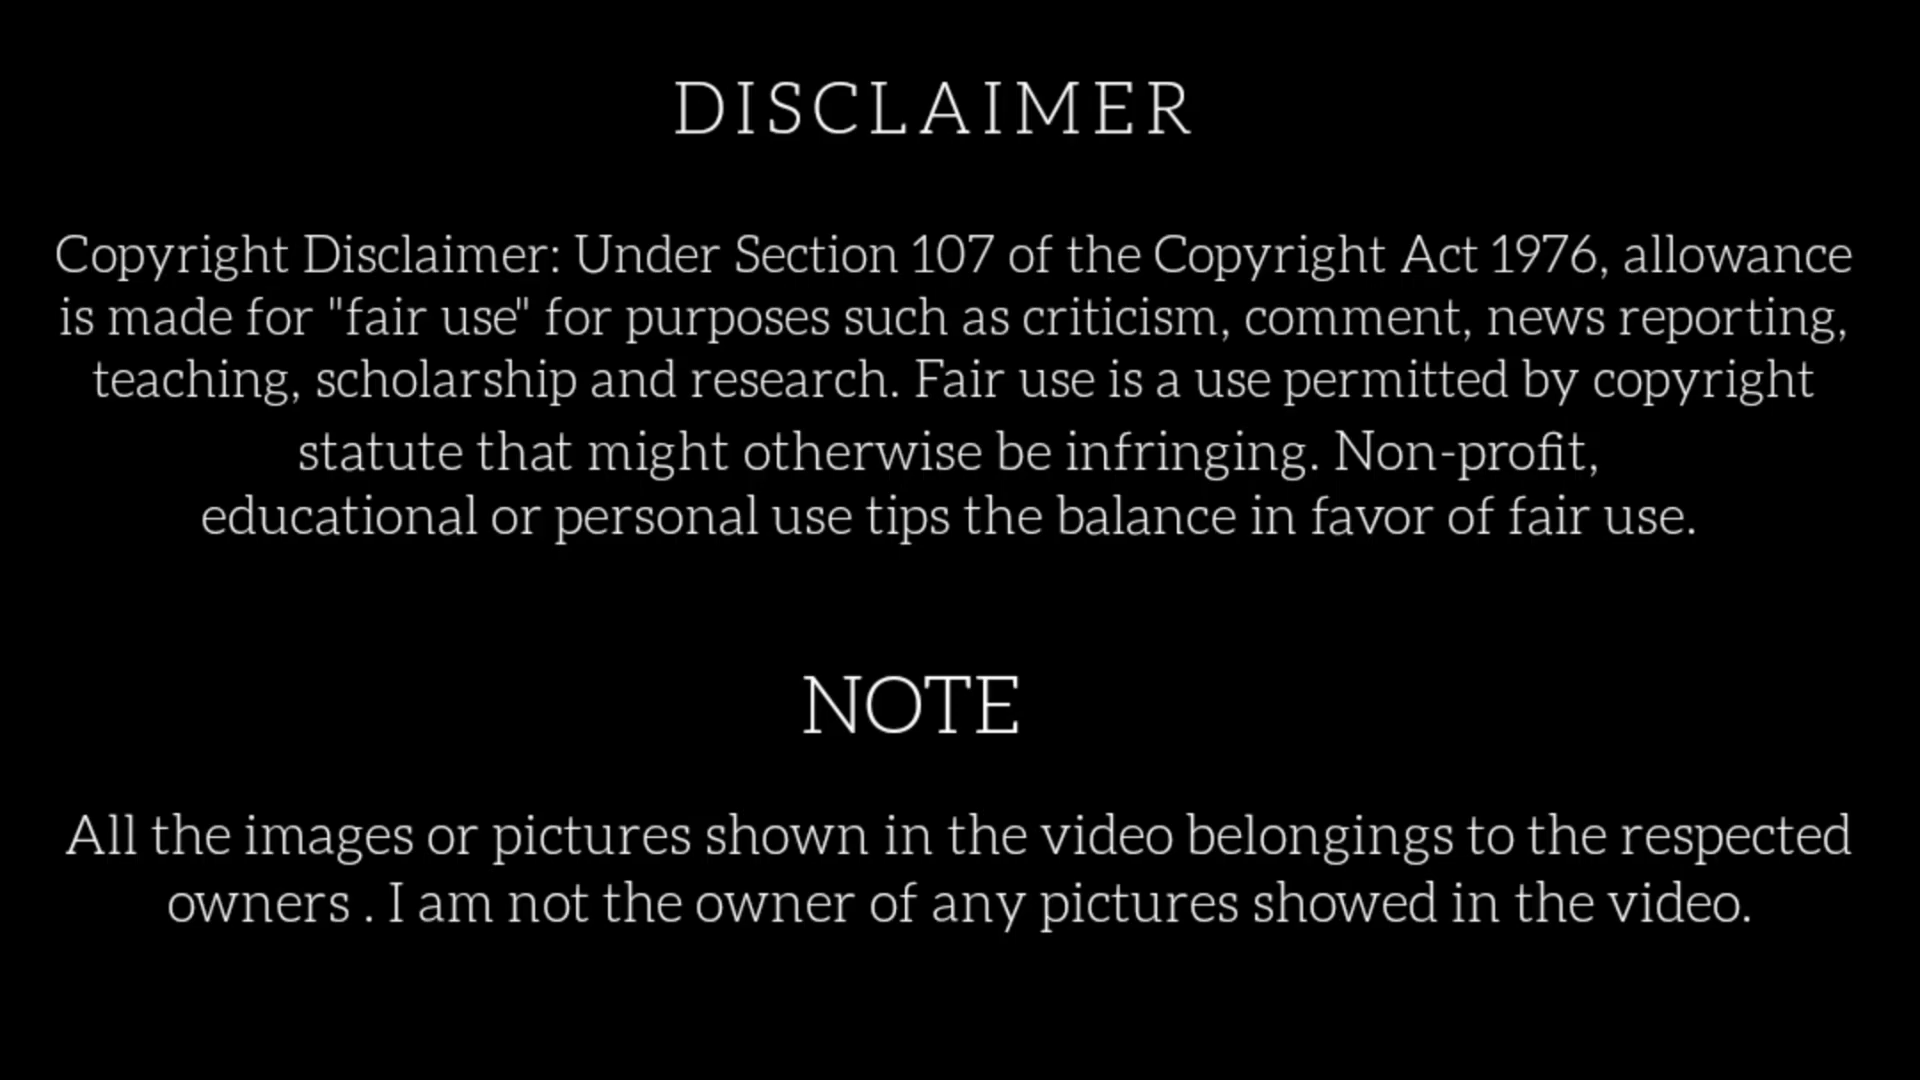 DISCLAIMER
Copyright Disclaimer: Under Section 107 of the Copyright Act 1976, allowance
is made for "fair use" for purposes such as criticism, comment, news reporting,
teaching, scholarship and research. Fair use is a use permitted by copyright
statute that might otherwise be infringing. Non-profit,
educational or personal use tips the balance in favor of fair use.
NOTE
All the images or pictures shown in the video belongings to the respected
owners . I am not the owner of any pictures showed in the video.